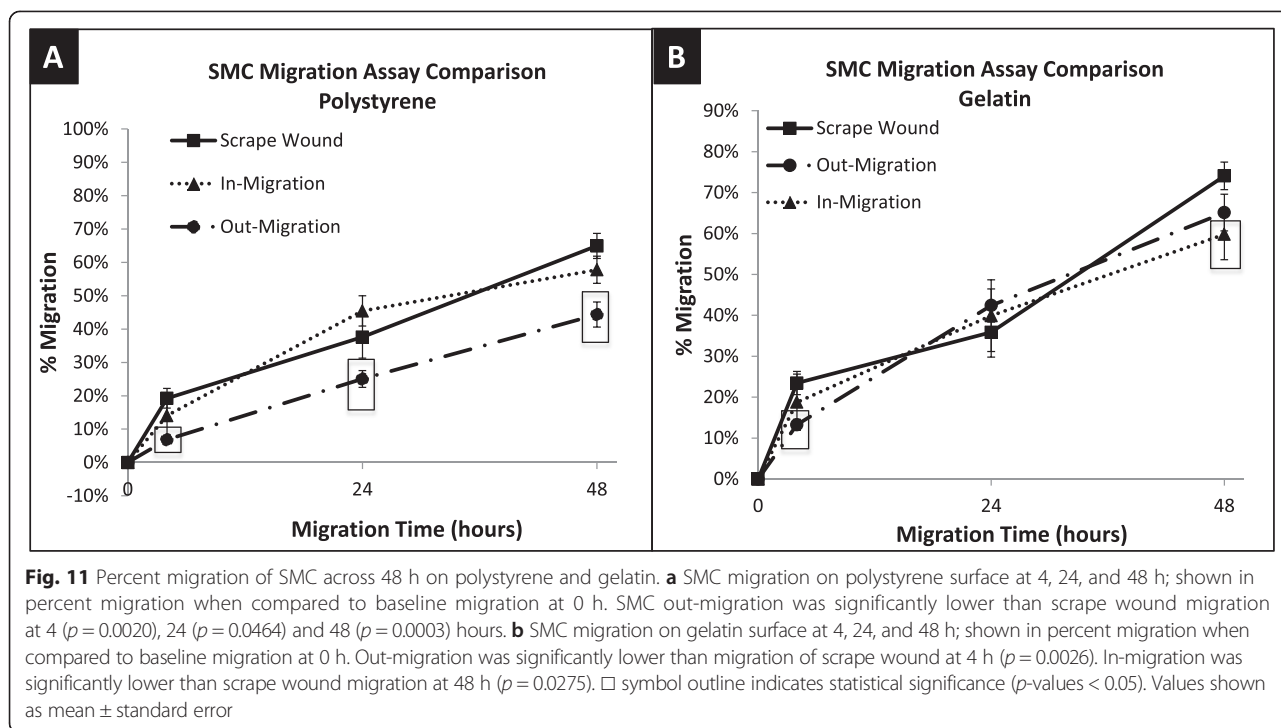 A
SMC Migration Assay Comparison
Polystyrene
100%
90%
80%
70%
60%
50%
40%
30%
20%
10%
0%
-10%
% Migration
Scrape Wound
In-Migration
Out-Migration
0
24
48
Migration Time (hours)
B
SMC Migration Assay Comparison
Gelatin
90%
80%
70%
60%
50%
40%
30%
20%
10%
0%
% Migration
Scrape Wound
Out-Migration
In-Migration
0
24
48
Migration Time (hours)
Fig. 11 Percent migration of SMC across 48 h on polystyrene and gelatin. a SMC migration on polystyrene surface at 4, 24, and 48 h; shown in
percent migration when compared to baseline migration at 0 h. SMC out-migration was significantly lower than scrape wound migration
at 4 (p = 0.0020), 24 (p = 0.0464) and 48 (p = 0.0003) hours. b SMC migration on gelatin surface at 4, 24, and 48 h; shown in percent migration when
compared to baseline migration at 0 h. Out-migration was significantly lower than migration of scrape wound at 4 h (p = 0.0026). In-migration was
significantly lower than scrape wound migration at 48 h (p = 0.0275). □ symbol outline indicates statistical significance (p-values < 0.05). Values shown
as mean ± standard error